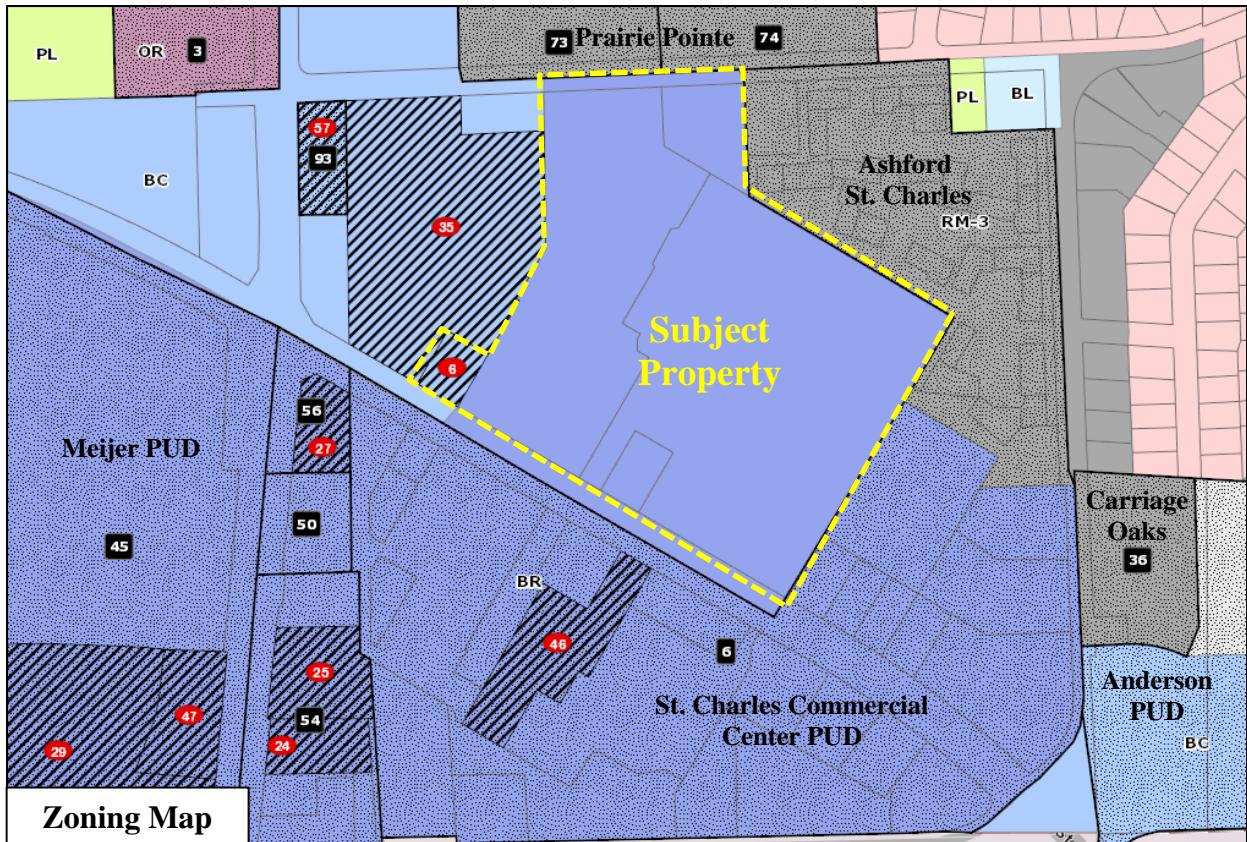 PL
OR
3
73
Prairie Pointe
74
57
93
BC
35
PL
BL
Ashford
St. Charles
RM-3
Subject
Property
6
56
27
Meijer PUD
50
45
Carriage
Oaks
36
BR
46
6
25
54
24
47
29
St. Charles Commercial
Center PUD
Anderson
PUD
BC
Zoning Map